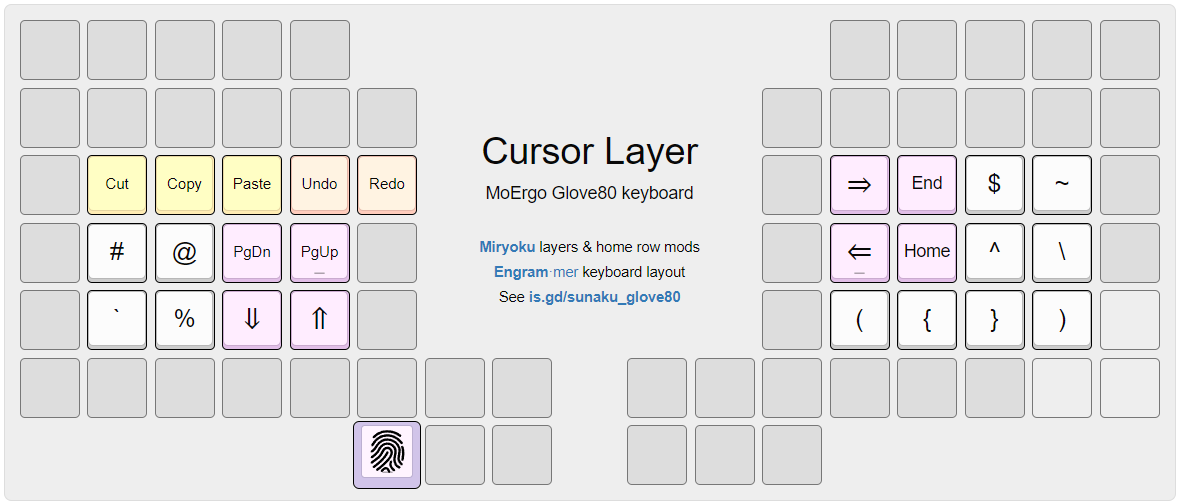 Cursor Layer
MoErgo Glove80 keyboard
Miryoku layers & home row mods
Engram·mer keyboard layout
See is.gd/sunaku_glove80
Cut Copy Paste Undo Redo
⇒ End $ ~
# @ PgDn PgUp
⇐ Home ^ \
` % ⇓ ⇑
( { } )